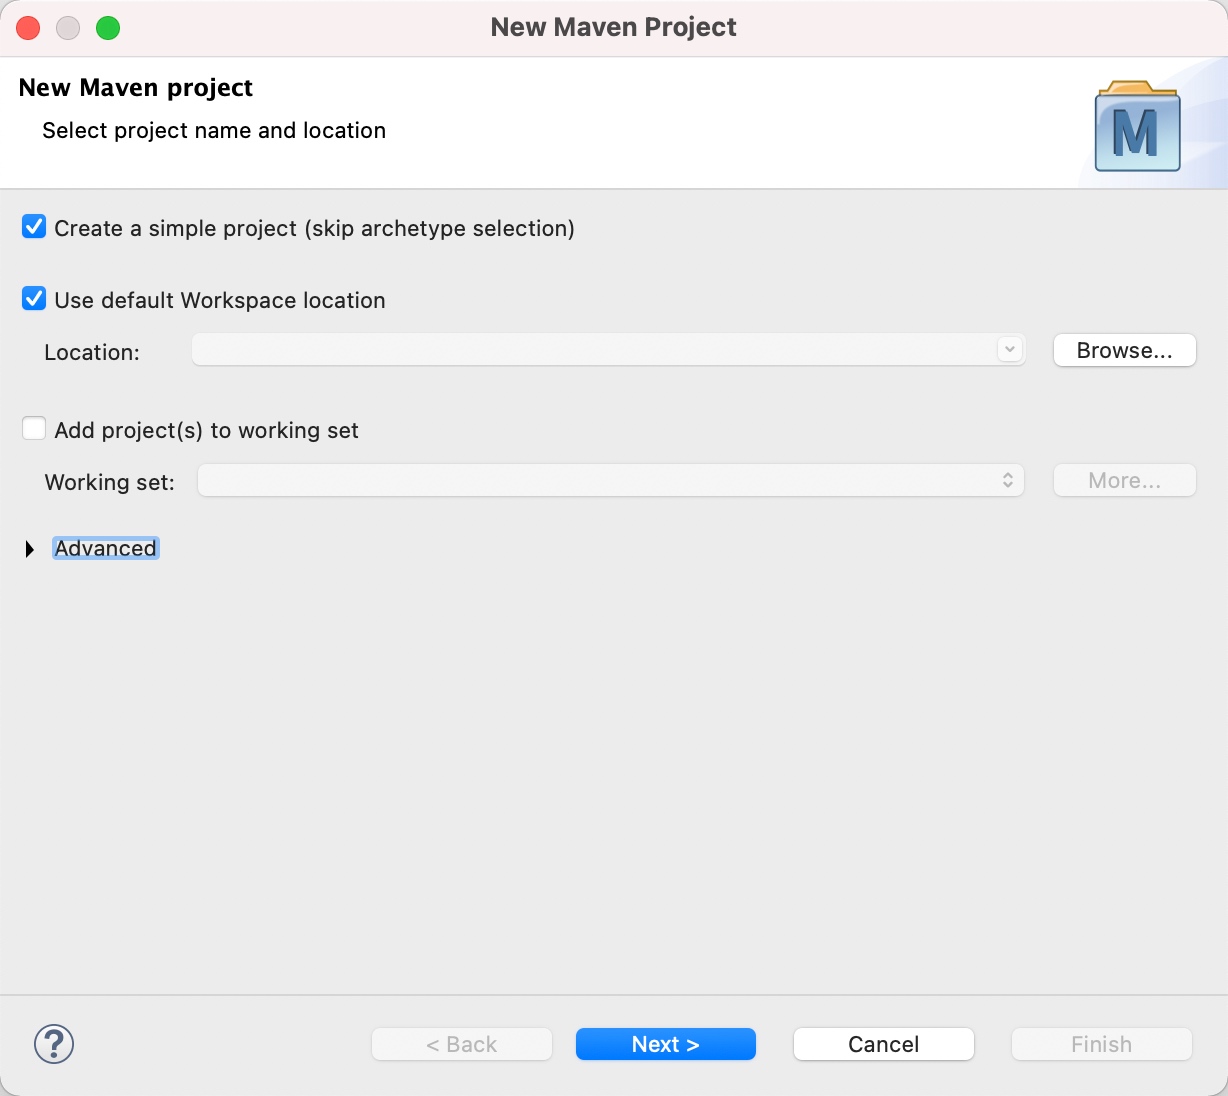 New Maven Project
New Maven project
Select project name and location
M
Create a simple project (skip archetype selection)
Use default Workspace location
Location:
Browse...
Add project(s) to working set
Working set:
More...
Advanced
?
< Back
Next >
Cancel
Finish